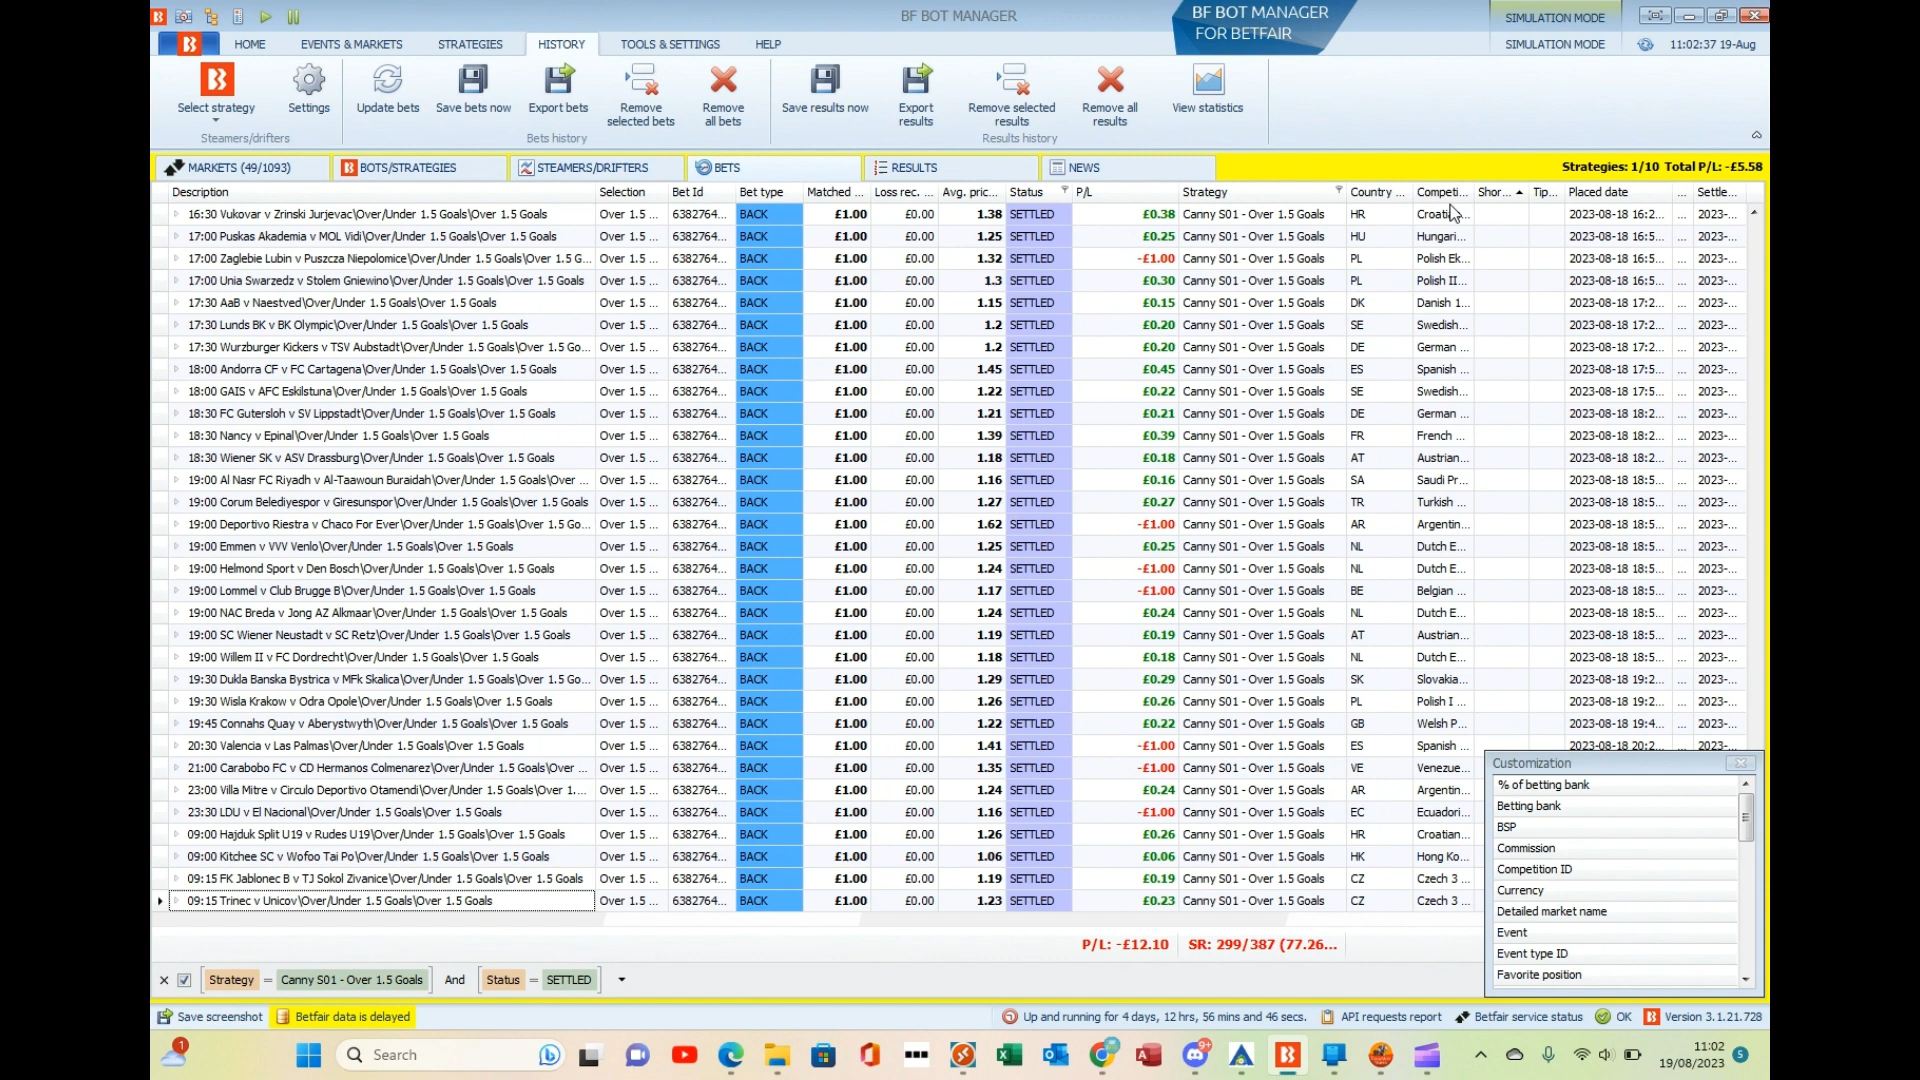 BF BOT MANAGER
BF BOT MANAGER
FOR BETFAIR
SIMULATION MODE
HOME EVENTS & MARKETS STRATEGIES HISTORY TOOLS & SETTINGS HELP
SIMULATION MODE 11:02:37 19-Aug
Select strategy Settings Update bets Save bets now Export bets Remove selected bets Remove all bets Save results now Export results Remove selected results Remove all results View statistics
Steamers/drifters Bets history Results history
MARKETS (49/1093) BOTS/STRATEGIES STEAMERS/DRIFTERS BETS RESULTS NEWS Strategies: 1/10 Total P/L: -£5.58
Description Selection Bet Id Bet type Matched ... Loss rec. ... Avg. pric... Status P/L Strategy Country ... Competi... Shor... Tip... Placed date ... Settle...
16:30 Vukovar v Zrinski Jurjevac\Over/Under 1.5 Goals\Over 1.5 Goals Over 1.5 ... 6382764... BACK £1.00 £0.00 1.38 SETTLED £0.38 Canny S01 - Over 1.5 Goals HR Croati... 2023-08-18 16:2... ... 2023-...
17:00 Puskas Akademia v MOL Vidi\Over/Under 1.5 Goals\Over 1.5 Goals Over 1.5 ... 6382764... BACK £1.00 £0.00 1.25 SETTLED £0.25 Canny S01 - Over 1.5 Goals HU Hungari... 2023-08-18 16:5... ... 2023-...
17:00 Zaglebie Lubin v Puszcza Niepolomice\Over/Under 1.5 Goals\Over 1.5 G... Over 1.5 ... 6382764... BACK £1.00 £0.00 1.32 SETTLED -£1.00 Canny S01 - Over 1.5 Goals PL Polish Ek... 2023-08-18 16:5... ... 2023-...
17:00 Unia Swarzedz v Stolem Gniewino\Over/Under 1.5 Goals\Over 1.5 Goals Over 1.5 ... 6382764... BACK £1.00 £0.00 1.3 SETTLED £0.30 Canny S01 - Over 1.5 Goals PL Polish II... 2023-08-18 16:5... ... 2023-...
17:30 AaB v Naestved\Over/Under 1.5 Goals\Over 1.5 Goals Over 1.5 ... 6382764... BACK £1.00 £0.00 1.15 SETTLED £0.15 Canny S01 - Over 1.5 Goals DK Danish 1... 2023-08-18 17:2... ... 2023-...
17:30 Lunds BK v BK Olympic\Over/Under 1.5 Goals\Over 1.5 Goals Over 1.5 ... 6382764... BACK £1.00 £0.00 1.2 SETTLED £0.20 Canny S01 - Over 1.5 Goals SE Swedish... 2023-08-18 17:2... ... 2023-...
17:30 Wurzburger Kickers v TSV Aubstadt\Over/Under 1.5 Goals\Over 1.5 Go... Over 1.5 ... 6382764... BACK £1.00 £0.00 1.2 SETTLED £0.20 Canny S01 - Over 1.5 Goals DE German ... 2023-08-18 17:2... ... 2023-...
18:00 Andorra CF v FC Cartagena\Over/Under 1.5 Goals\Over 1.5 Goals Over 1.5 ... 6382764... BACK £1.00 £0.00 1.45 SETTLED £0.45 Canny S01 - Over 1.5 Goals ES Spanish ... 2023-08-18 17:5... ... 2023-...
18:00 GAIS v AFC Eskilstuna\Over/Under 1.5 Goals\Over 1.5 Goals Over 1.5 ... 6382764... BACK £1.00 £0.00 1.22 SETTLED £0.22 Canny S01 - Over 1.5 Goals SE Swedish... 2023-08-18 17:5... ... 2023-...
18:30 FC Gutersloh v SV Lippstadt\Over/Under 1.5 Goals\Over 1.5 Goals Over 1.5 ... 6382764... BACK £1.00 £0.00 1.21 SETTLED £0.21 Canny S01 - Over 1.5 Goals DE German ... 2023-08-18 18:2... ... 2023-...
18:30 Nancy v Epinal\Over/Under 1.5 Goals\Over 1.5 Goals Over 1.5 ... 6382764... BACK £1.00 £0.00 1.39 SETTLED £0.39 Canny S01 - Over 1.5 Goals FR French ... 2023-08-18 18:2... ... 2023-...
18:30 Wiener SK v ASV Drassburg\Over/Under 1.5 Goals\Over 1.5 Goals Over 1.5 ... 6382764... BACK £1.00 £0.00 1.18 SETTLED £0.18 Canny S01 - Over 1.5 Goals AT Austrian... 2023-08-18 18:2... ... 2023-...
19:00 Al Nasr FC Riyadh v Al-Taawoun Buraidah\Over/Under 1.5 Goals\Over ... Over 1.5 ... 6382764... BACK £1.00 £0.00 1.16 SETTLED £0.16 Canny S01 - Over 1.5 Goals SA Saudi Pr... 2023-08-18 18:5... ... 2023-...
19:00 Corum Belediyespor v Giresunspor\Over/Under 1.5 Goals\Over 1.5 Goals Over 1.5 ... 6382764... BACK £1.00 £0.00 1.27 SETTLED £0.27 Canny S01 - Over 1.5 Goals TR Turkish ... 2023-08-18 18:5... ... 2023-...
19:00 Deportivo Riestra v Chaco For Ever\Over/Under 1.5 Goals\Over 1.5 Go... Over 1.5 ... 6382764... BACK £1.00 £0.00 1.62 SETTLED -£1.00 Canny S01 - Over 1.5 Goals AR Argentin... 2023-08-18 18:5... ... 2023-...
19:00 Emmen v VVV Venlo\Over/Under 1.5 Goals\Over 1.5 Goals Over 1.5 ... 6382764... BACK £1.00 £0.00 1.25 SETTLED £0.25 Canny S01 - Over 1.5 Goals NL Dutch E... 2023-08-18 18:5... ... 2023-...
19:00 Helmond Sport v Den Bosch\Over/Under 1.5 Goals\Over 1.5 Goals Over 1.5 ... 6382764... BACK £1.00 £0.00 1.24 SETTLED -£1.00 Canny S01 - Over 1.5 Goals NL Dutch E... 2023-08-18 18:5... ... 2023-...
19:00 Lommel v Club Brugge B\Over/Under 1.5 Goals\Over 1.5 Goals Over 1.5 ... 6382764... BACK £1.00 £0.00 1.17 SETTLED -£1.00 Canny S01 - Over 1.5 Goals BE Belgian ... 2023-08-18 18:5... ... 2023-...
19:00 NAC Breda v Jong AZ Alkmaar\Over/Under 1.5 Goals\Over 1.5 Goals Over 1.5 ... 6382764... BACK £1.00 £0.00 1.24 SETTLED £0.24 Canny S01 - Over 1.5 Goals NL Dutch E... 2023-08-18 18:5... ... 2023-...
19:00 SC Wiener Neustadt v SC Retz\Over/Under 1.5 Goals\Over 1.5 Goals Over 1.5 ... 6382764... BACK £1.00 £0.00 1.19 SETTLED £0.19 Canny S01 - Over 1.5 Goals AT Austrian... 2023-08-18 18:5... ... 2023-...
19:00 Willem II v FC Dordrecht\Over/Under 1.5 Goals\Over 1.5 Goals Over 1.5 ... 6382764... BACK £1.00 £0.00 1.18 SETTLED £0.18 Canny S01 - Over 1.5 Goals NL Dutch E... 2023-08-18 18:5... ... 2023-...
19:30 Dukla Banska Bystrica v MFk Skalica\Over/Under 1.5 Goals\Over 1.5 Go... Over 1.5 ... 6382764... BACK £1.00 £0.00 1.29 SETTLED £0.29 Canny S01 - Over 1.5 Goals SK Slovakia... 2023-08-18 19:2... ... 2023-...
19:30 Wisla Krakow v Odra Opole\Over/Under 1.5 Goals\Over 1.5 Goals Over 1.5 ... 6382764... BACK £1.00 £0.00 1.26 SETTLED £0.26 Canny S01 - Over 1.5 Goals PL Polish I ... 2023-08-18 19:2... ... 2023-...
19:45 Connahs Quay v Aberystwyth\Over/Under 1.5 Goals\Over 1.5 Goals Over 1.5 ... 6382764... BACK £1.00 £0.00 1.22 SETTLED £0.22 Canny S01 - Over 1.5 Goals GB Welsh P... 2023-08-18 19:4... ... 2023-...
20:30 Valencia v Las Palmas\Over/Under 1.5 Goals\Over 1.5 Goals Over 1.5 ... 6382764... BACK £1.00 £0.00 1.41 SETTLED -£1.00 Canny S01 - Over 1.5 Goals ES Spanish ... 2023-08-18 20:2... ... 2023-...
21:00 Carabobo FC v CD Hermanos Colmenarez\Over/Under 1.5 Goals\Over ... Over 1.5 ... 6382764... BACK £1.00 £0.00 1.35 SETTLED -£1.00 Canny S01 - Over 1.5 Goals VE Venezue...
23:00 Villa Mitre v Circulo Deportivo Otamendi\Over/Under 1.5 Goals\Over 1.... Over 1.5 ... 6382764... BACK £1.00 £0.00 1.24 SETTLED £0.24 Canny S01 - Over 1.5 Goals AR Argentin...
23:30 LDU v El Nacional\Over/Under 1.5 Goals\Over 1.5 Goals Over 1.5 ... 6382764... BACK £1.00 £0.00 1.16 SETTLED -£1.00 Canny S01 - Over 1.5 Goals EC Ecuadori...
09:00 Hajduk Split U19 v Rudes U19\Over/Under 1.5 Goals\Over 1.5 Goals Over 1.5 ... 6382764... BACK £1.00 £0.00 1.26 SETTLED £0.26 Canny S01 - Over 1.5 Goals HR Croatian...
09:00 Kitchee SC v Wofoo Tai Po\Over/Under 1.5 Goals\Over 1.5 Goals Over 1.5 ... 6382764... BACK £1.00 £0.00 1.06 SETTLED £0.06 Canny S01 - Over 1.5 Goals HK Hong Ko...
09:15 FK Jablonec B v TJ Sokol Zivanice\Over/Under 1.5 Goals\Over 1.5 Goals Over 1.5 ... 6382764... BACK £1.00 £0.00 1.19 SETTLED £0.19 Canny S01 - Over 1.5 Goals CZ Czech 3 ...
09:15 Trinec v Unicov\Over/Under 1.5 Goals\Over 1.5 Goals Over 1.5 ... 6382764... BACK £1.00 £0.00 1.23 SETTLED £0.23 Canny S01 - Over 1.5 Goals CZ Czech 3 ...
Customization
% of betting bank
Betting bank
BSP
Commission
Competition ID
Currency
Detailed market name
Event
Event type ID
Favorite position
P/L: -£12.10 SR: 299/387 (77.26...
Strategy = Canny S01 - Over 1.5 Goals And Status = SETTLED
Save screenshot Betfair data is delayed Up and running for 4 days, 12 hrs, 56 mins and 46 secs. API requests report Betfair service status OK Version 3.1.21.728
1 Search 9+ 11:02 5
19/08/2023